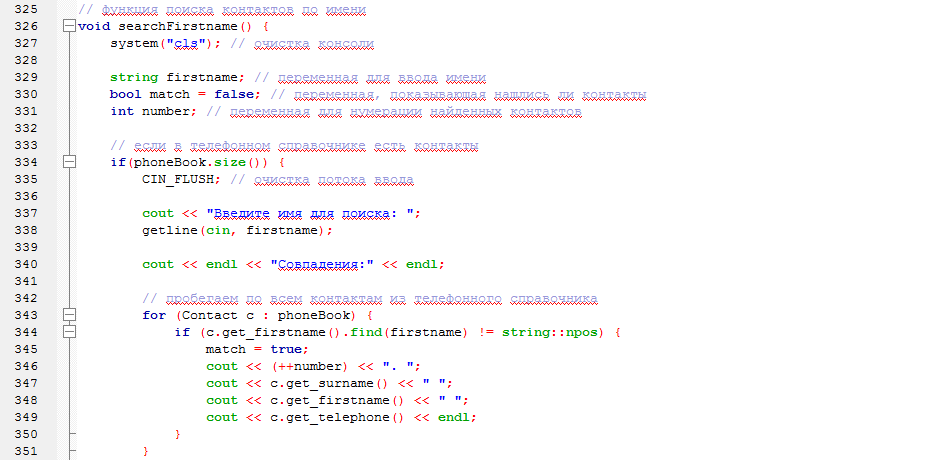 325 // функция поиска контактов по имени
326 void searchFirstname() {
327 system("cls"); // очистка консоли
328
329 string firstname; // переменная для ввода имени
330 bool match = false; // переменная, показывающая нашлись ли контакты
331 int number; // переменная для нумерации найденных контактов
332
333 // если в телефонном справочнике есть контакты
334 if(phoneBook.size()) {
335 CIN_FLUSH; // очистка потока ввода
336
337 cout << "Введите имя для поиска: ";
338 getline(cin, firstname);
339
340 cout << endl << "Совпадения:" << endl;
341
342 // пробегаем по всем контактам из телефонного справочника
343 for (Contact c : phoneBook) {
344 if (c.get_firstname().find(firstname) != string::npos) {
345 match = true;
346 cout << (++number) << ". ";
347 cout << c.get_surname() << " ";
348 cout << c.get_firstname() << " ";
349 cout << c.get_telephone() << endl;
350 }
351 }